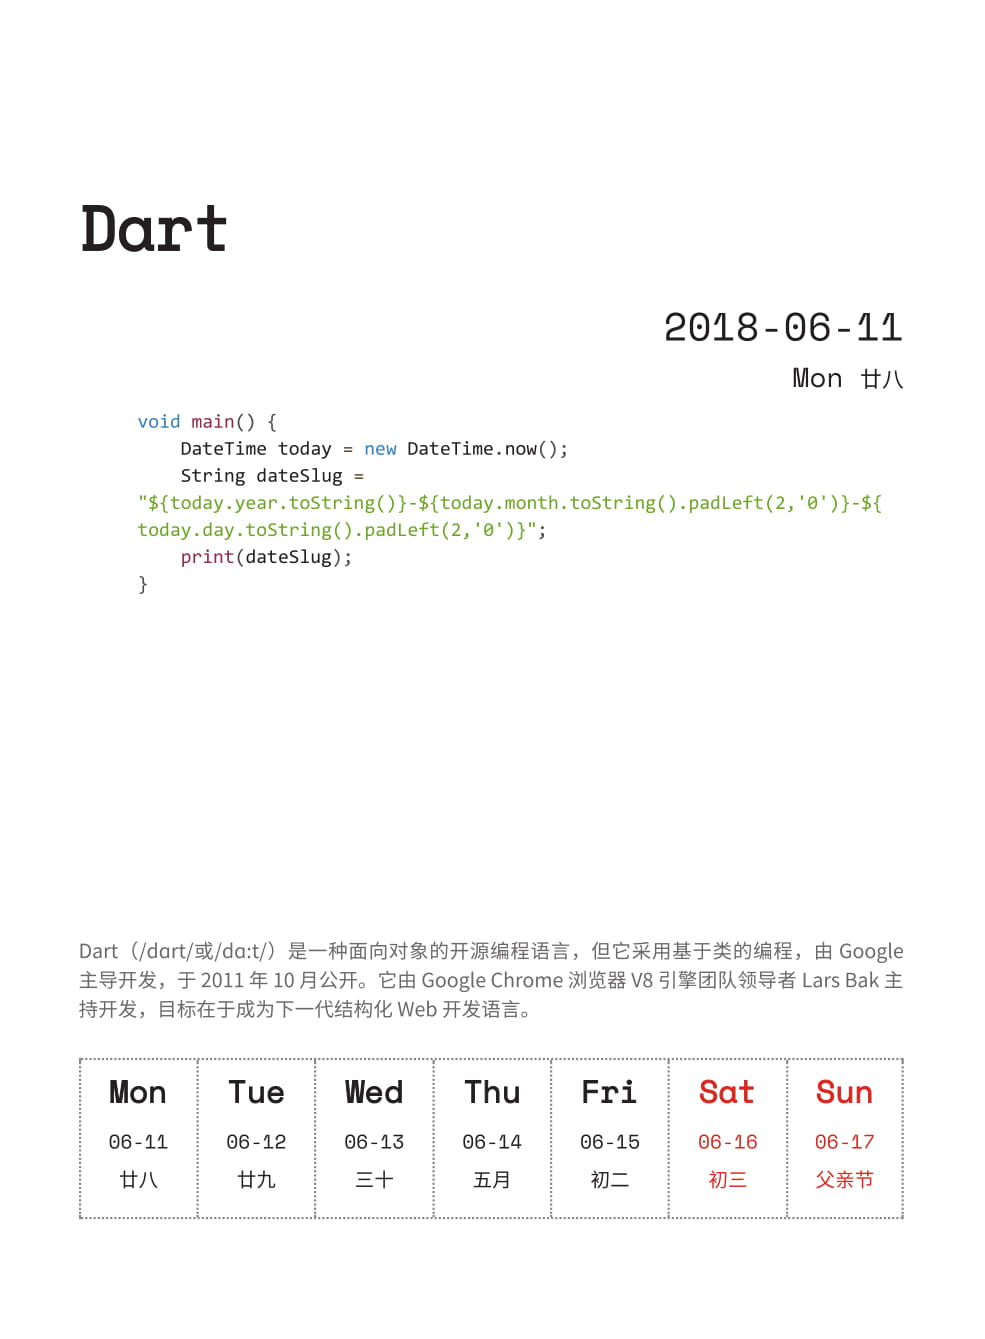 Dart
2018-06-11
Mon 廿八
void main() {
    DateTime today = new DateTime.now();
    String dateSlug =
"${today.year.toString()}-${today.month.toString().padLeft(2,'0')}-${
today.day.toString().padLeft(2,'0')}";
    print(dateSlug);
}
Dart（/dɑrt/或/dɑ:t/）是一种面向对象的开源编程语言，但它采用基于类的编程，由 Google
主导开发，于 2011 年 10 月公开。它由 Google Chrome 浏览器 V8 引擎团队领导者 Lars Bak 主
持开发，目标在于成为下一代结构化 Web 开发语言。
Mon Tue Wed Thu Fri Sat Sun
06-11 06-12 06-13 06-14 06-15 06-16 06-17
廿八 廿九 三十 五月 初二 初三 父亲节